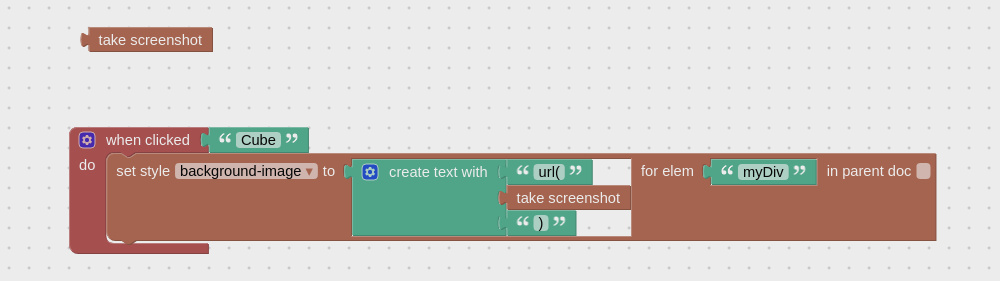 take screenshot
when clicked “ Cube ”
do
set style background-image ▾ to create text with “ url( ” for elem “ myDiv ” in parent doc
take screenshot
“ ) ”